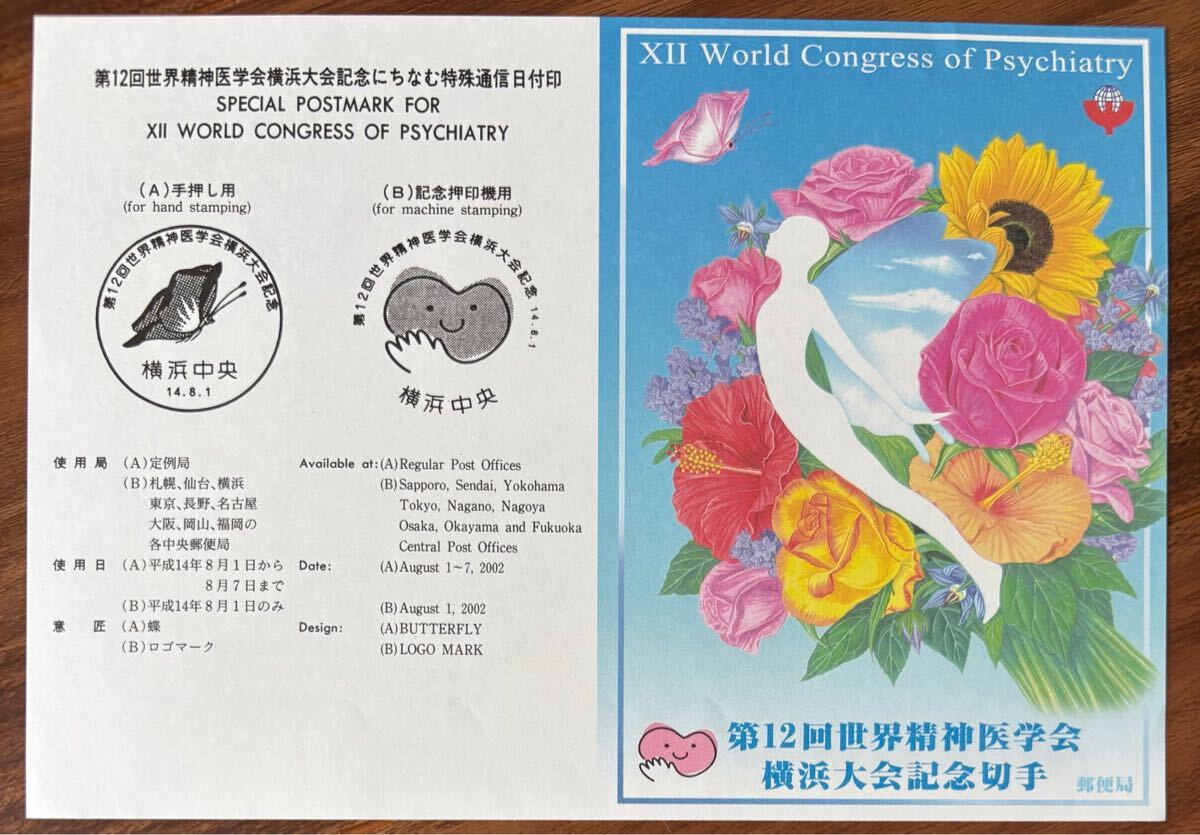 第12回世界精神医学会横浜大会記念にちなむ特殊通信日付印
SPECIAL POSTMARK FOR
XII WORLD CONGRESS OF PSYCHIATRY
(A)手押し用
(for hand stamping)
第12回世界精神医学会横浜大会記念
横浜中央
14.8.1
(B)記念押印機用
(for machine stamping)
第12回世界精神医学会横浜大会記念 14.8.1
横浜中央
使用局 (A)定例局
(B)札幌、仙台、横浜
東京、長野、名古屋
大阪、岡山、福岡の
各中央郵便局
使用日 (A)平成14年8月1日から
8月7日まで
(B)平成14年8月1日のみ
意匠 (A)蝶
(B)ロゴマーク
Available at: (A)Regular Post Offices
(B)Sapporo, Sendai, Yokohama
Tokyo, Nagano, Nagoya
Osaka, Okayama and Fukuoka
Central Post Offices
Date: (A)August 1~7, 2002
(B)August 1, 2002
Design: (A)BUTTERFLY
(B)LOGO MARK
XII World Congress of Psychiatry
第12回世界精神医学会
横浜大会記念切手
郵便局